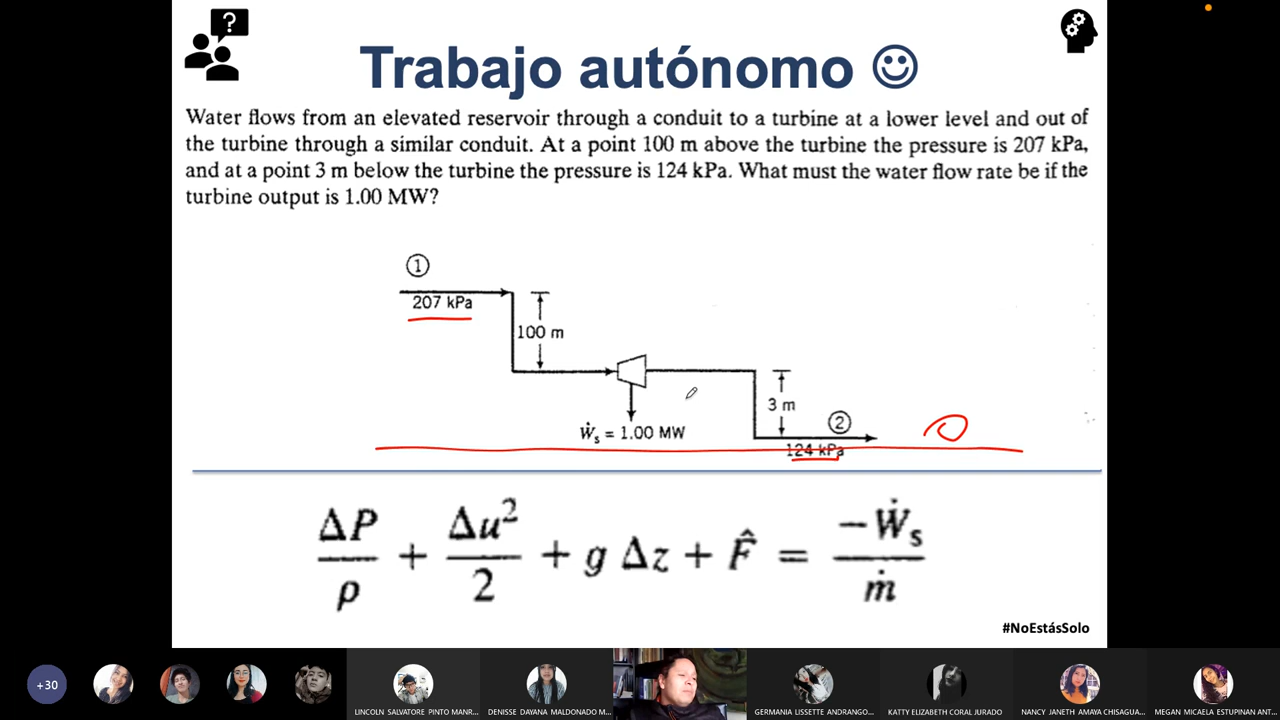 ?
Trabajo autónomo
Water flows from an elevated reservoir through a conduit to a turbine at a lower level and out of
the turbine through a similar conduit. At a point 100 m above the turbine the pressure is 207 kPa,
and at a point 3 m below the turbine the pressure is 124 kPa. What must the water flow rate be if the
turbine output is 1.00 MW?
1
207 kPa
100 m
3 m
2
Ẇs = 1.00 MW
124 kPa
ΔP/ρ + Δu²/2 + g Δz + F̂ = −Ẇs/ṁ
#NoEstásSolo
+30
LINCOLN SALVATORE PINTO MANR...
DENISSE DAYANA MALDONADO M...
GERMANIA LISSETTE ANDRANGO...
KATTY ELIZABETH CORAL JURADO
NANCY JANETH AMAYA CHISAGUA...
MEGAN MICAELA ESTUPINAN ANT...